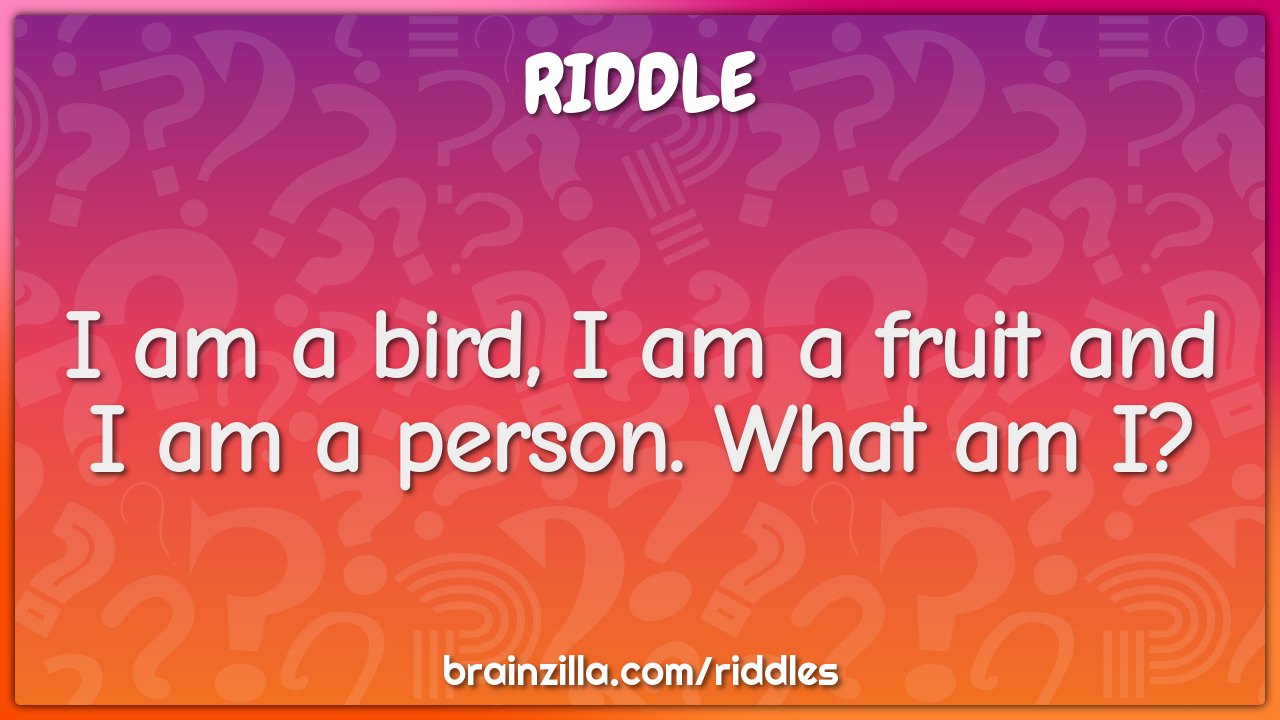 RIDDLE
I am a bird, I am a fruit and
I am a person. What am I?
brainzilla.com/riddles